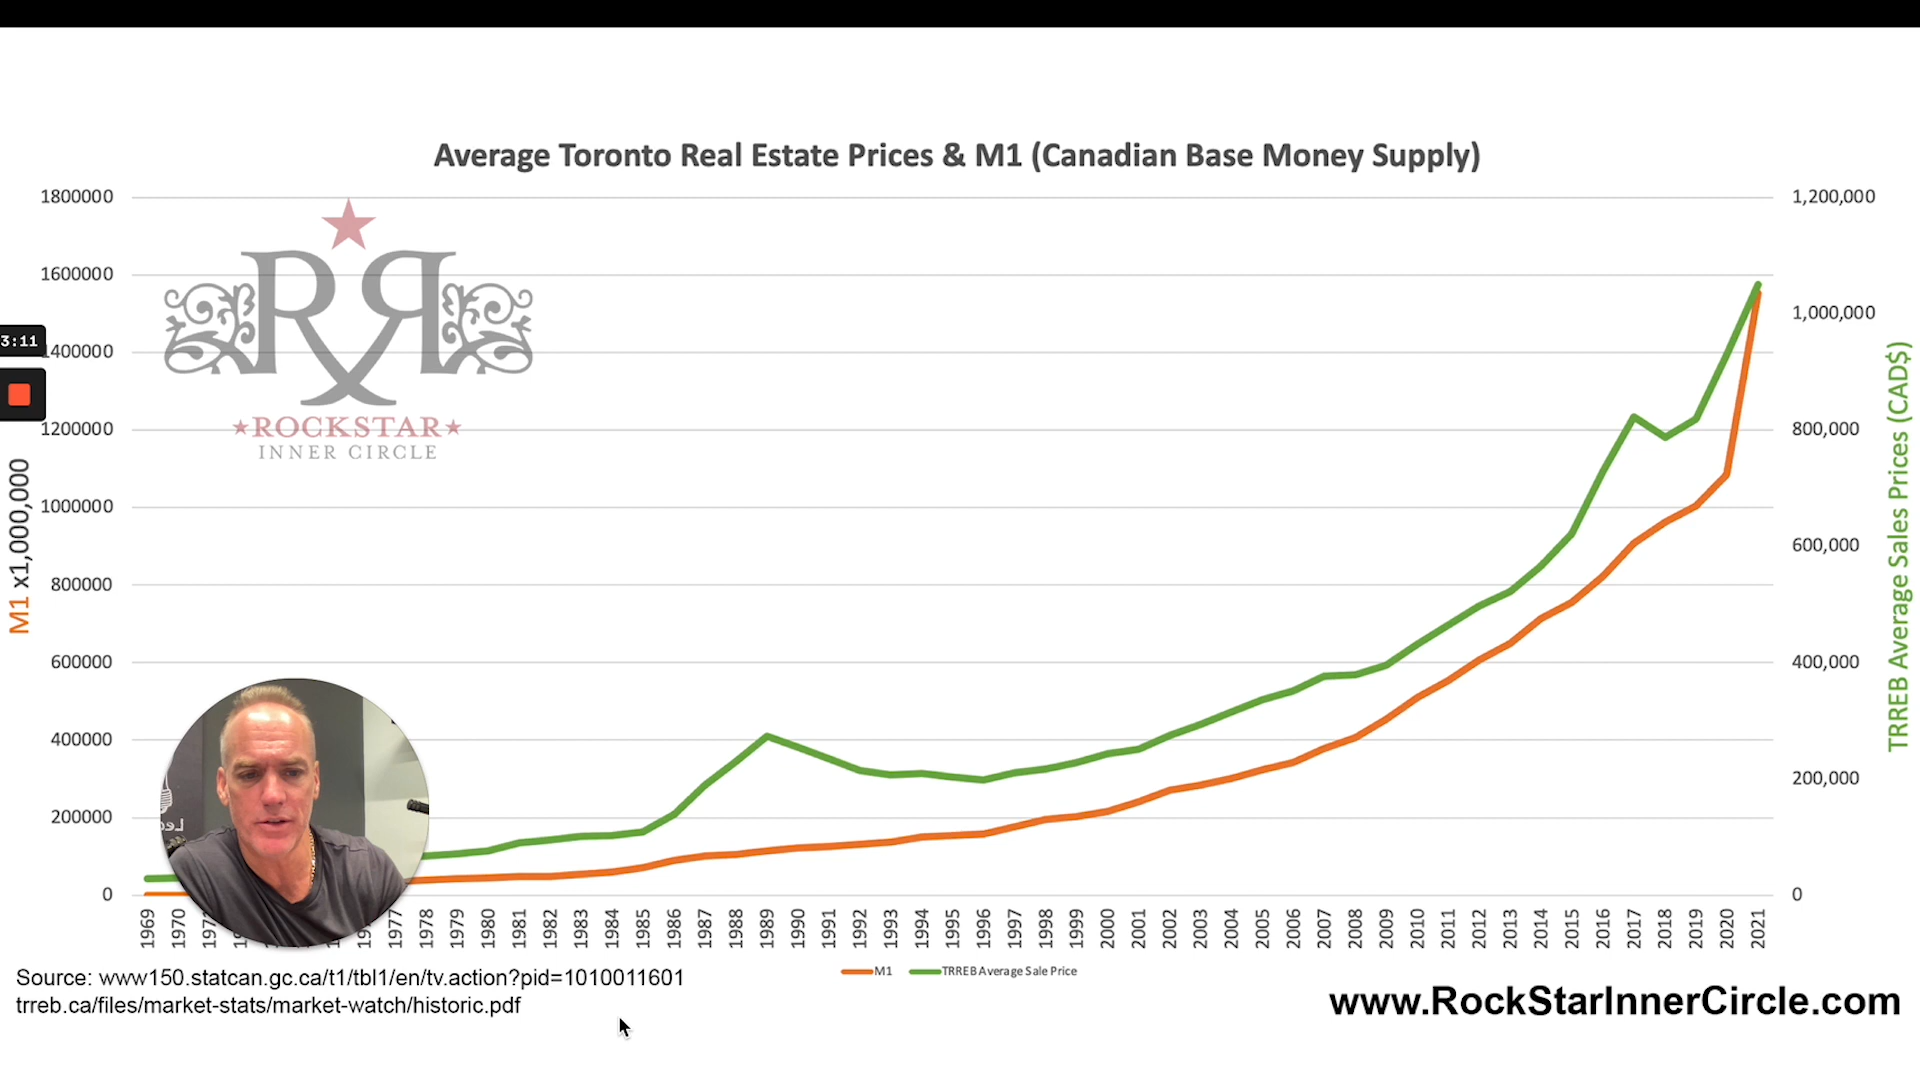 Average Toronto Real Estate Prices & M1 (Canadian Base Money Supply)
1800000
1600000
1400000
1200000
1000000
800000
600000
400000
200000
0
M1 x1,000,000
3:11
RR
ROCKSTAR
INNER CIRCLE
1,200,000
1,000,000
800,000
600,000
400,000
200,000
0
TRREB Average Sales Prices (CAD$)
1969 1970 1977 1978 1979 1980 1981 1982 1983 1984 1985 1986 1987 1988 1989 1990 1991 1992 1993 1994 1995 1996 1997 1998 1999 2000 2001 2002 2003 2004 2005 2006 2007 2008 2009 2010 2011 2012 2013 2014 2015 2016 2017 2018 2019 2020 2021
M1 TRREB Average Sale Price
Source: www150.statcan.gc.ca/t1/tbl1/en/tv.action?pid=1010011601
trreb.ca/files/market-stats/market-watch/historic.pdf
www.RockStarInnerCircle.com